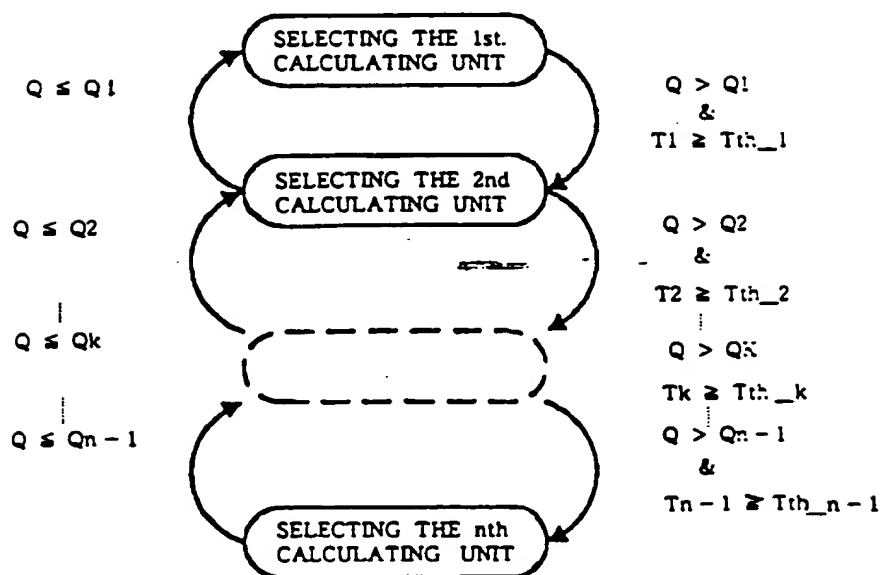 SELECTING THE 1st.
CALCULATING UNIT
Q ≦ Q1
Q > Q1
&
T1 ≧ Tth_1
SELECTING THE 2nd
CALCULATING UNIT
Q ≦ Q2
Q > Q2
&
T2 ≧ Tth_2
Q ≦ Qk
Q > QK
Tk ≧ Tth_k
Q ≦ Qn-1
Q > Qn-1
&
Tn-1 ≧ Tth_n-1
SELECTING THE nth
CALCULATING UNIT